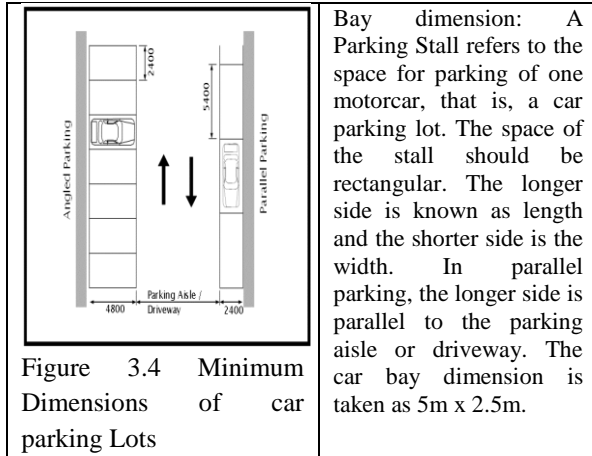 Angled Parking
2400
5400
Parallel Parking
Parking Aisle /
Driveway
4800
2400
Figure 3.4 Minimum
Dimensions of car
parking Lots
Bay dimension: A
Parking Stall refers to the
space for parking of one
motorcar, that is, a car
parking lot. The space of
the stall should be
rectangular. The longer
side is known as length
and the shorter side is the
width. In parallel
parking, the longer side is
parallel to the parking
aisle or driveway. The
car bay dimension is
taken as 5m x 2.5m.